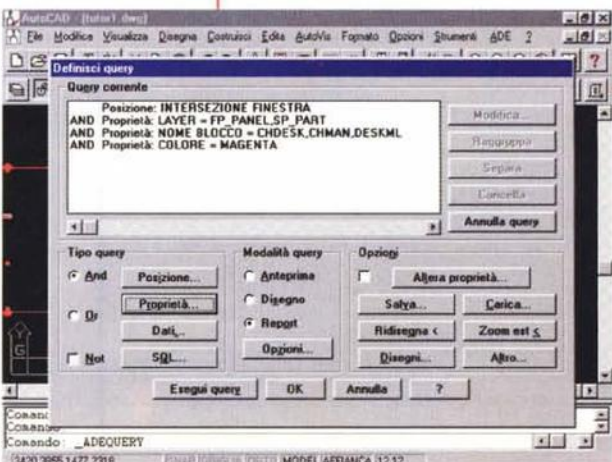 AutoCAD - [tutor1.dwg]
File Modifica Visualizza Disegna Costruisci Edita AutoVis Formato Opzioni Strumenti ADE ?
Definisci query
Query corrente
Posizione: INTERSEZIONE FINESTRA
AND Proprietà: LAYER = FP_PANEL,SP_PART
AND Proprietà: NOME BLOCCO = CHDESK,CHMAN,DESKML
AND Proprietà: COLORE = MAGENTA
Modifica...
Raggruppa
Separa
Cancella
Annulla query
Tipo query
Modalità query
Opzioni
And
Posizione...
Anteprima
Altera proprietà...
Proprietà...
Disegno
Salva...
Carica...
Or
Dati...
Report
Ridisegna <
Zoom est <
Not
SQL...
Opzioni...
Disegni...
Altro...
Esegui query
OK
Annulla
?
Comando: _ADEQUERY
MODEL AFFIANCA 12:12